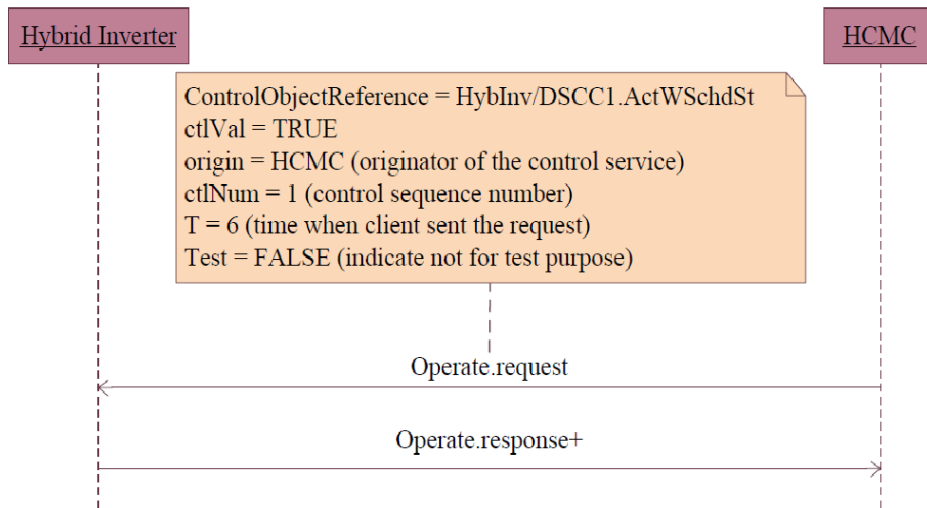 Hybrid Inverter
HCMC
ControlObjectReference = HybInv/DSCC1.ActWSchdSt
ctlVal = TRUE
origin = HCMC (originator of the control service)
ctlNum = 1 (control sequence number)
T = 6 (time when client sent the request)
Test = FALSE (indicate not for test purpose)
Operate.request
Operate.response+